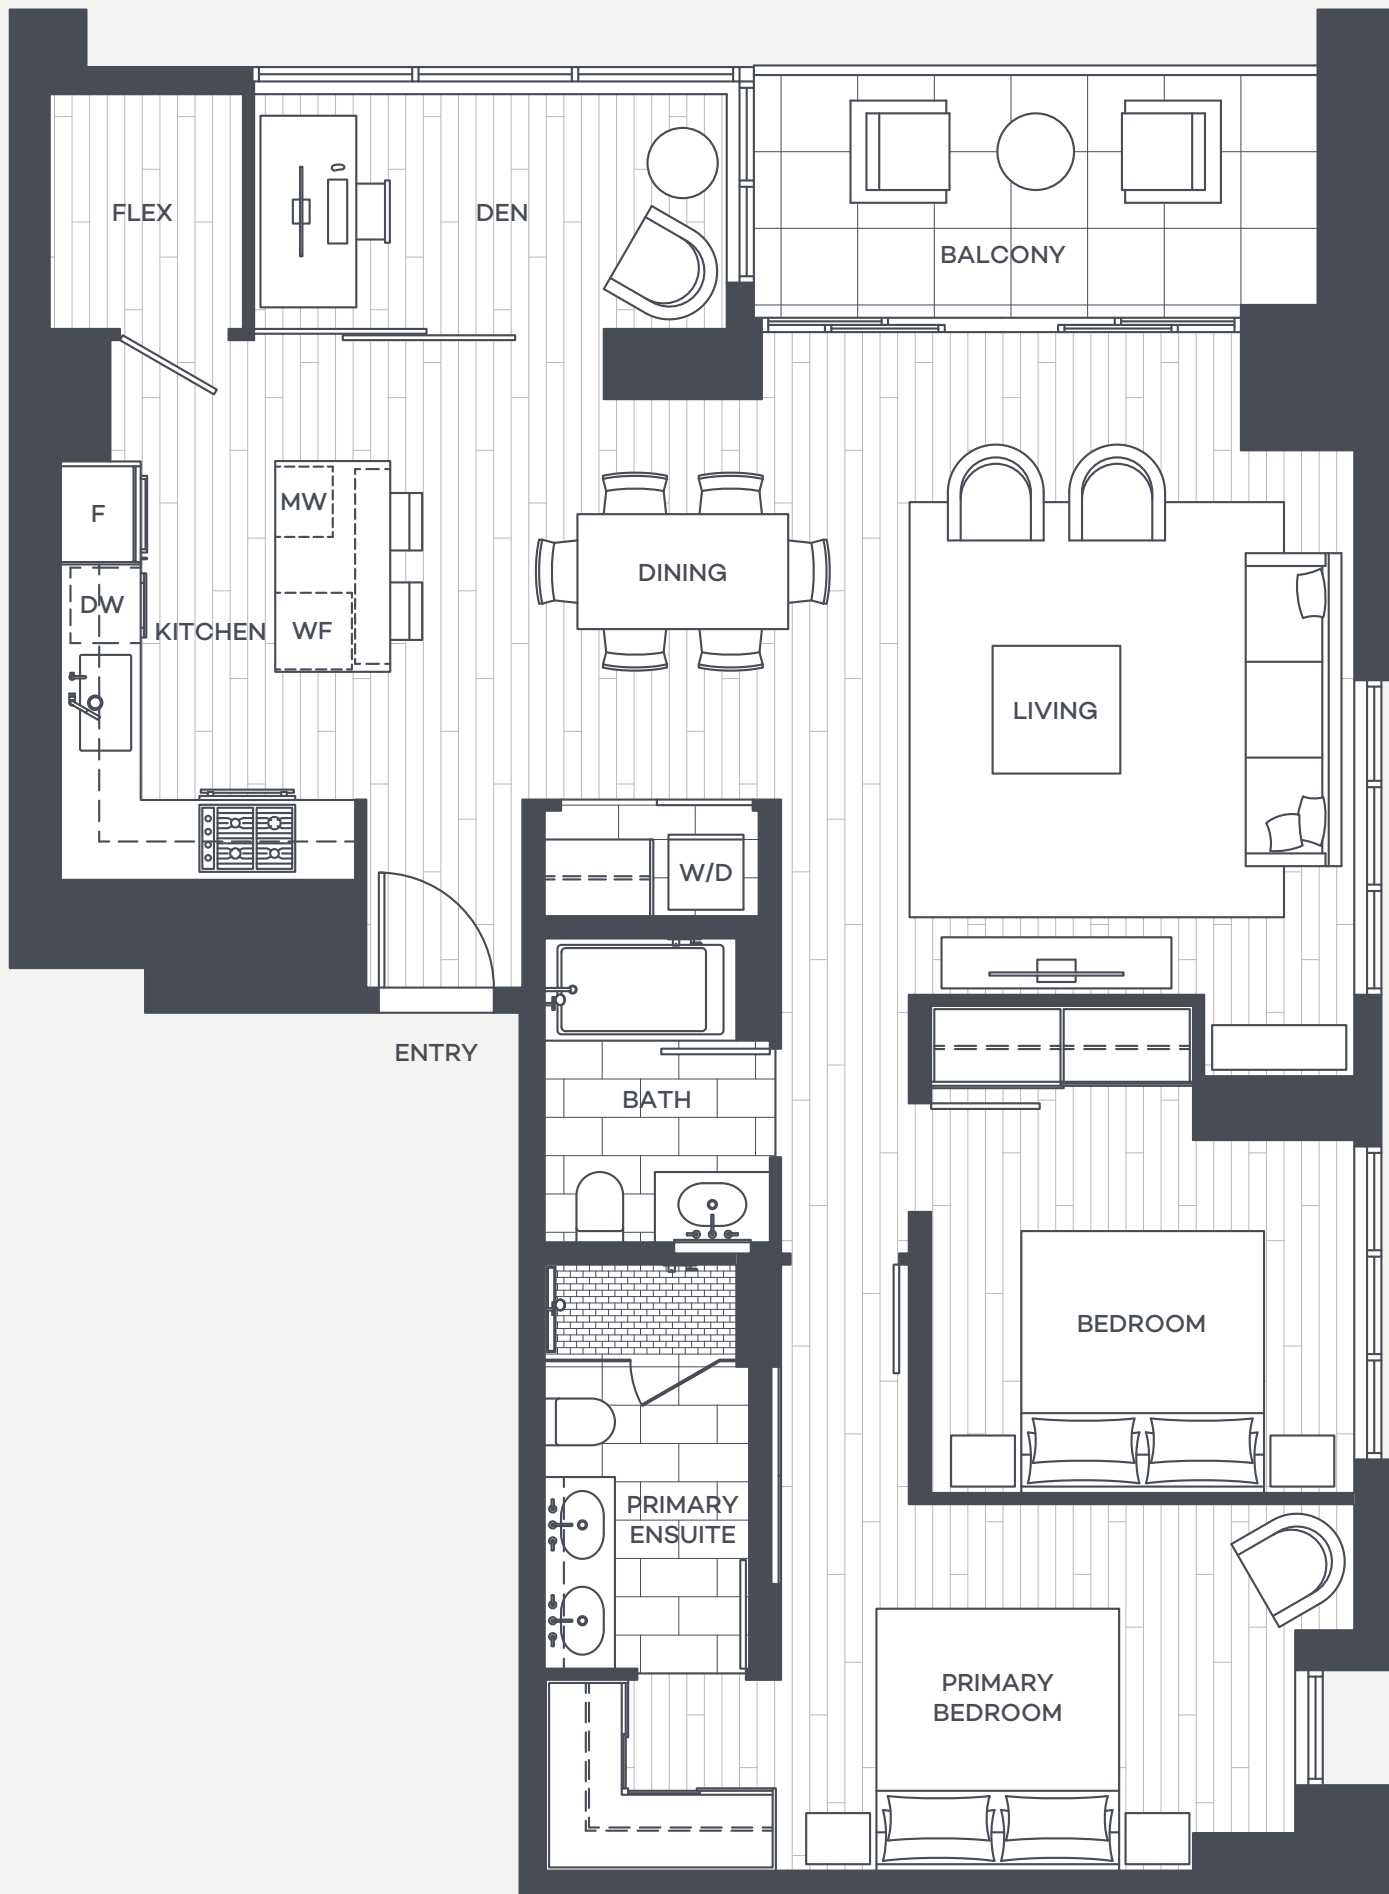 FLEX
DEN
BALCONY
F
MW
DW
KITCHEN
WF
DINING
LIVING
W/D
ENTRY
BATH
BEDROOM
PRIMARY
ENSUITE
PRIMARY
BEDROOM